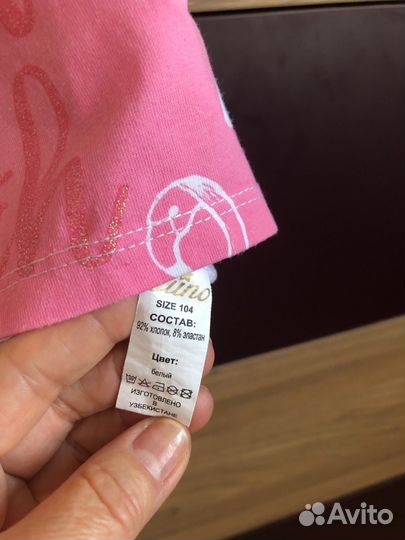 SIZE 104
СОСТАВ:
92% хлопок, 8% эластан
Цвет:
белый
ИЗГОТОВЛЕНО
в УЗБЕКИСТАНЕ
Avito